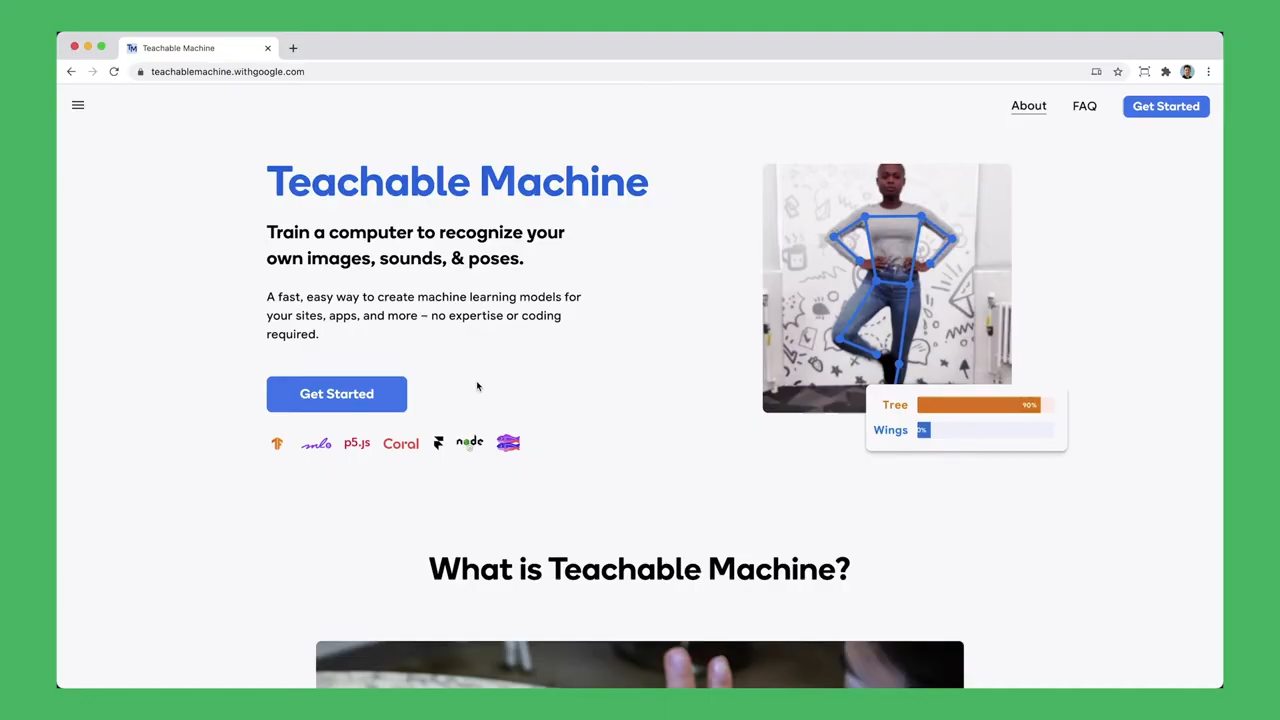 Teachable Machine
teachablemachine.withgoogle.com
About
FAQ
Get Started
Teachable Machine
Train a computer to recognize your
own images, sounds, & poses.
A fast, easy way to create machine learning models for
your sites, apps, and more – no expertise or coding
required.
Get Started
p5.js
Coral
node
Tree
90%
Wings
What is Teachable Machine?